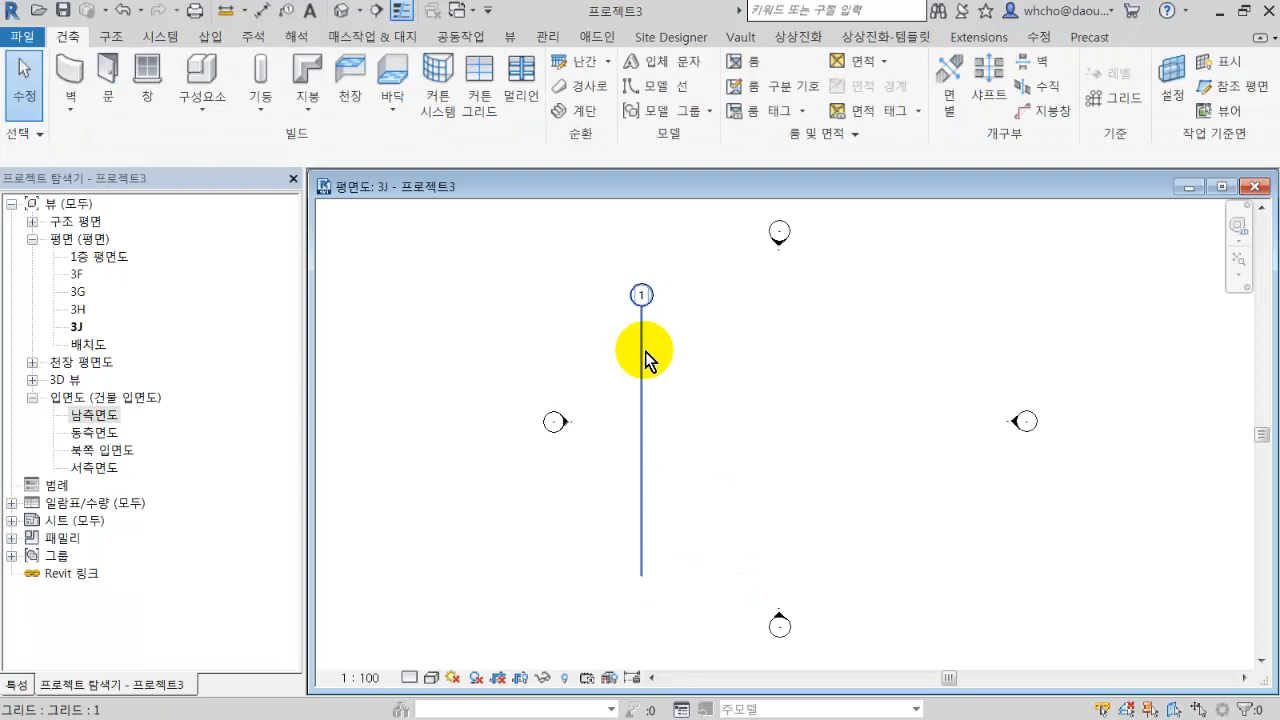 프로젝트3
키워드 또는 구절 입력
whcho@daou...
파일 건축 구조 시스템 삽입 주석 해석 매스작업 & 대지 공동작업 뷰 관리 애드인 Site Designer Vault 상상진화 상상진화-템플릿 Extensions 수정 Precast
수정 벽 문 창 구성요소 기둥 지붕 천장 바닥 커튼 시스템 커튼 그리드 멀리언
난간 경사로 계단
입체 문자 모델 선 모델 그룹
룸 룸 구분 기호 룸 태그
면적 면적 경계 면적 태그
면별 샤프트 벽 수직 지붕창
레벨 그리드
설정 표시 참조 평면 뷰어
선택 빌드 순환 모델 룸 및 면적 개구부 기준 작업 기준면
프로젝트 탐색기 - 프로젝트3
뷰 (모두)
구조 평면
평면 (평면)
1층 평면도
3F
3G
3H
3J
배치도
천장 평면도
3D 뷰
입면도 (건물 입면도)
남측면도
동측면도
북쪽 입면도
서측면도
범례
일람표/수량 (모두)
시트 (모두)
패밀리
그룹
Revit 링크
특성 프로젝트 탐색기 - 프로젝트3
평면도: 3J - 프로젝트3
1
2D
1 : 100
그리드 : 그리드 : 1
:0
주모델
:0